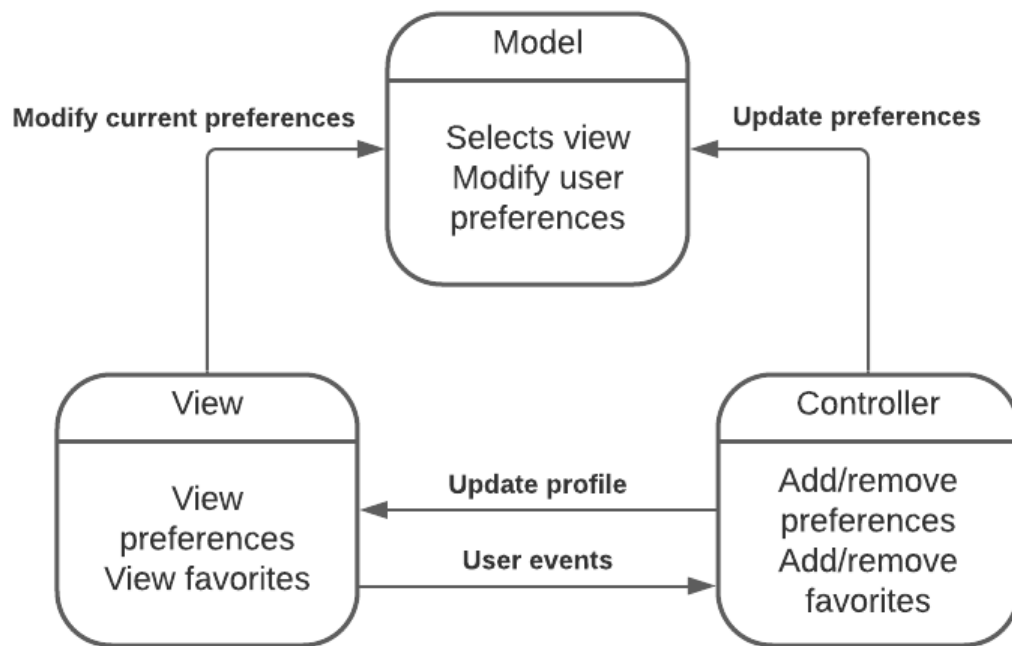 Model
Modify current preferences
Update preferences
Selects view
Modify user
preferences
View
Controller
View
preferences
View favorites
Update profile
User events
Add/remove
preferences
Add/remove
favorites